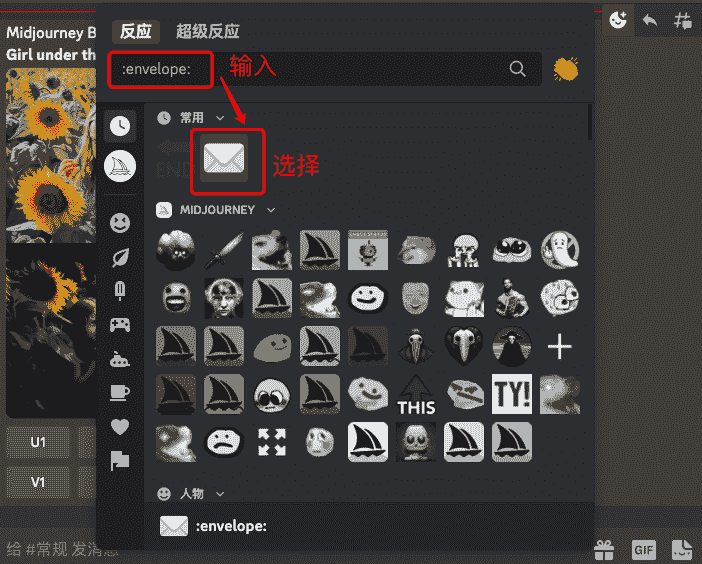 反应 超级反应
Midjourney B
Girl under th
:envelope: 输入
常用
END
选择
MIDJOURNEY
THIS
TY!
U1
V1
人物
:envelope:
给 #常规 发消息
GIF